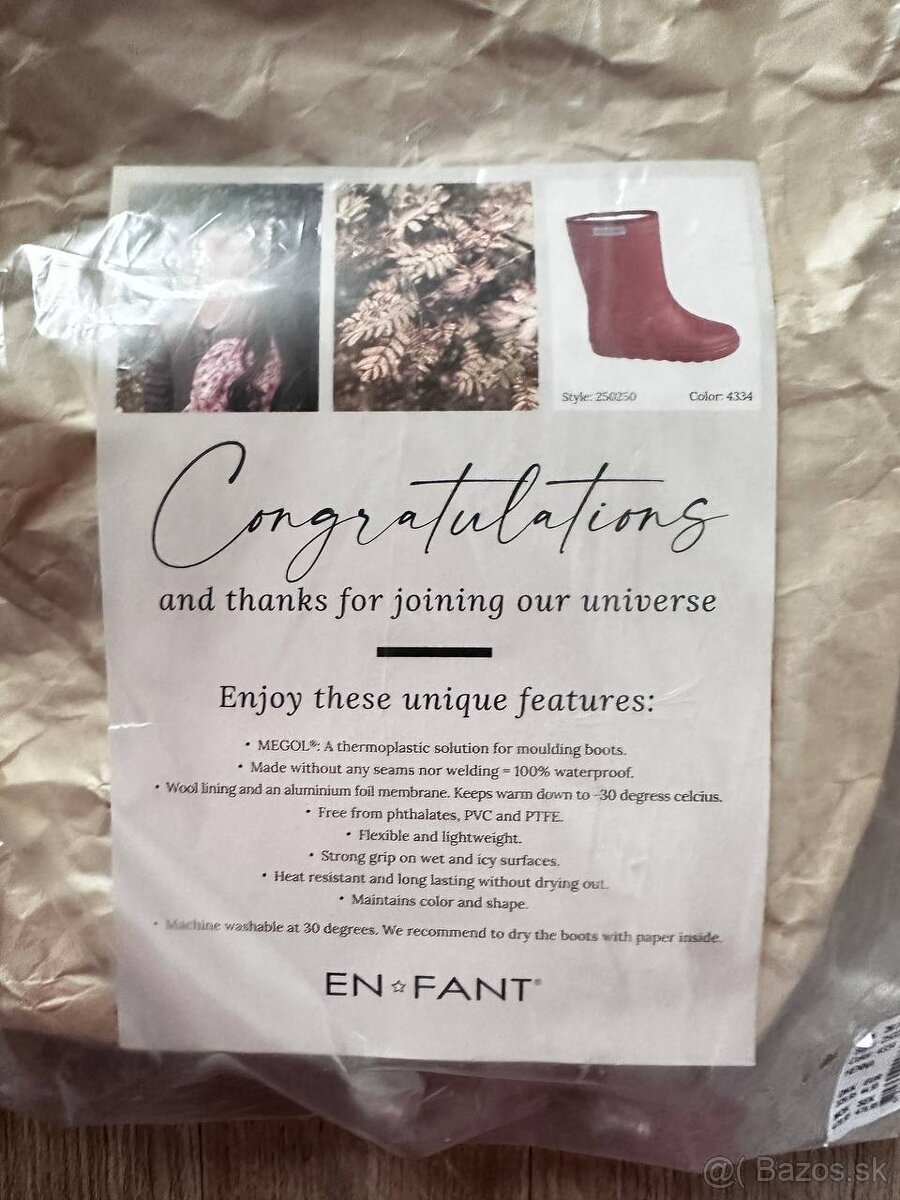 Style: 250250 Color: 4334
Congratulations
and thanks for joining our universe
Enjoy these unique features:
• MEGOL®: A thermoplastic solution for moulding boots.
• Made without any seams nor welding = 100% waterproof.
• Wool lining and an aluminium foil membrane. Keeps warm down to -30 degress celcius.
• Free from phthalates, PVC and PTFE.
• Flexible and lightweight.
• Strong grip on wet and icy surfaces.
• Heat resistant and long lasting without drying out.
• Maintains color and shape.
• Machine washable at 30 degrees. We recommend to dry the boots with paper inside.
EN☆FANT®
@( Bazos.sk